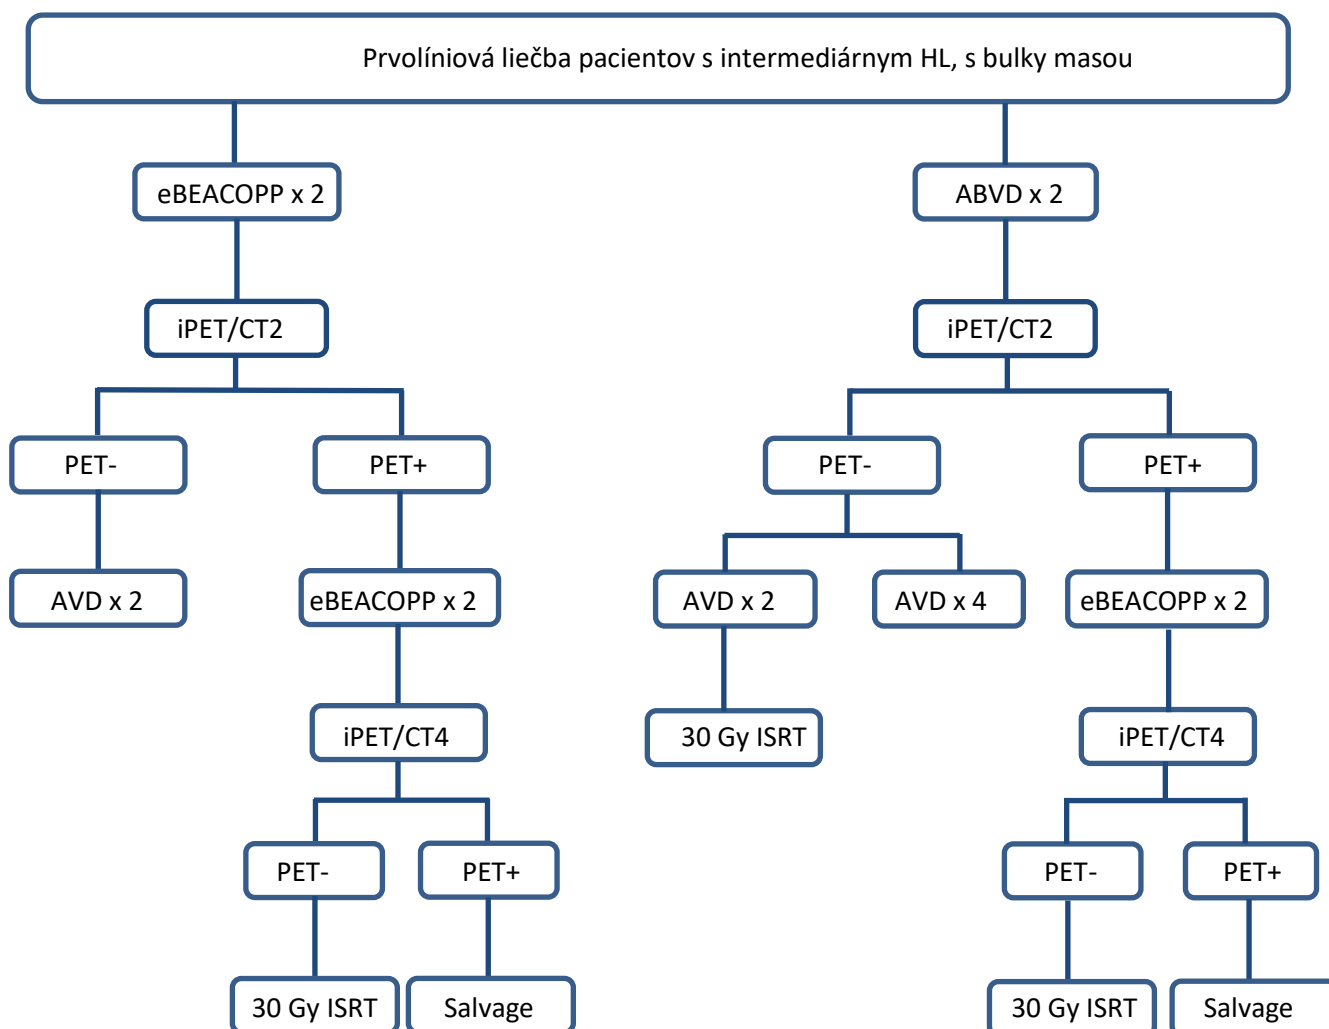 Prvolíniová liečba pacientov s intermediárnym HL, s bulky masou
eBEACOPP x 2
ABVD x 2
iPET/CT2
iPET/CT2
PET-
PET+
PET-
PET+
AVD x 2
eBEACOPP x 2
AVD x 2
AVD x 4
eBEACOPP x 2
iPET/CT4
30 Gy ISRT
iPET/CT4
PET-
PET+
PET-
PET+
30 Gy ISRT
Salvage
30 Gy ISRT
Salvage